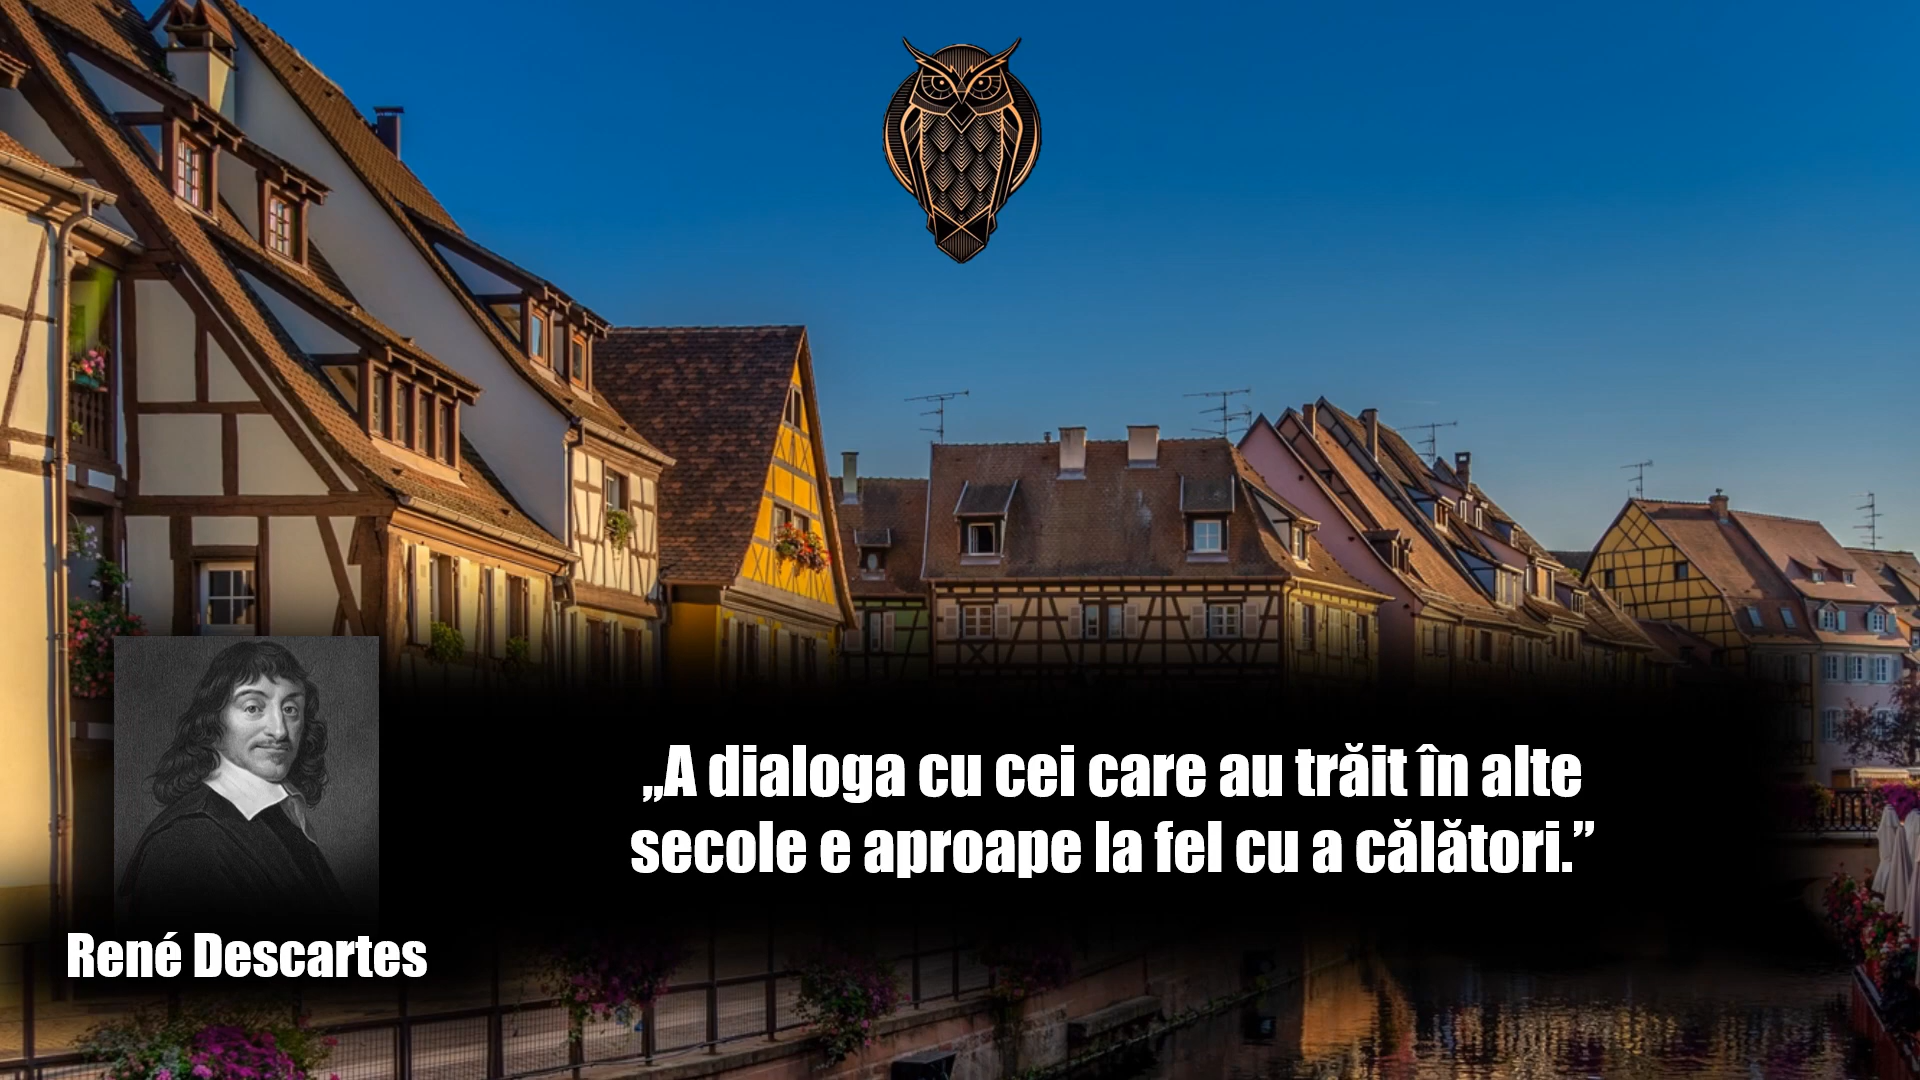 „A dialoga cu cei care au trăit în alte
secole e aproape la fel cu a călători.”
René Descartes